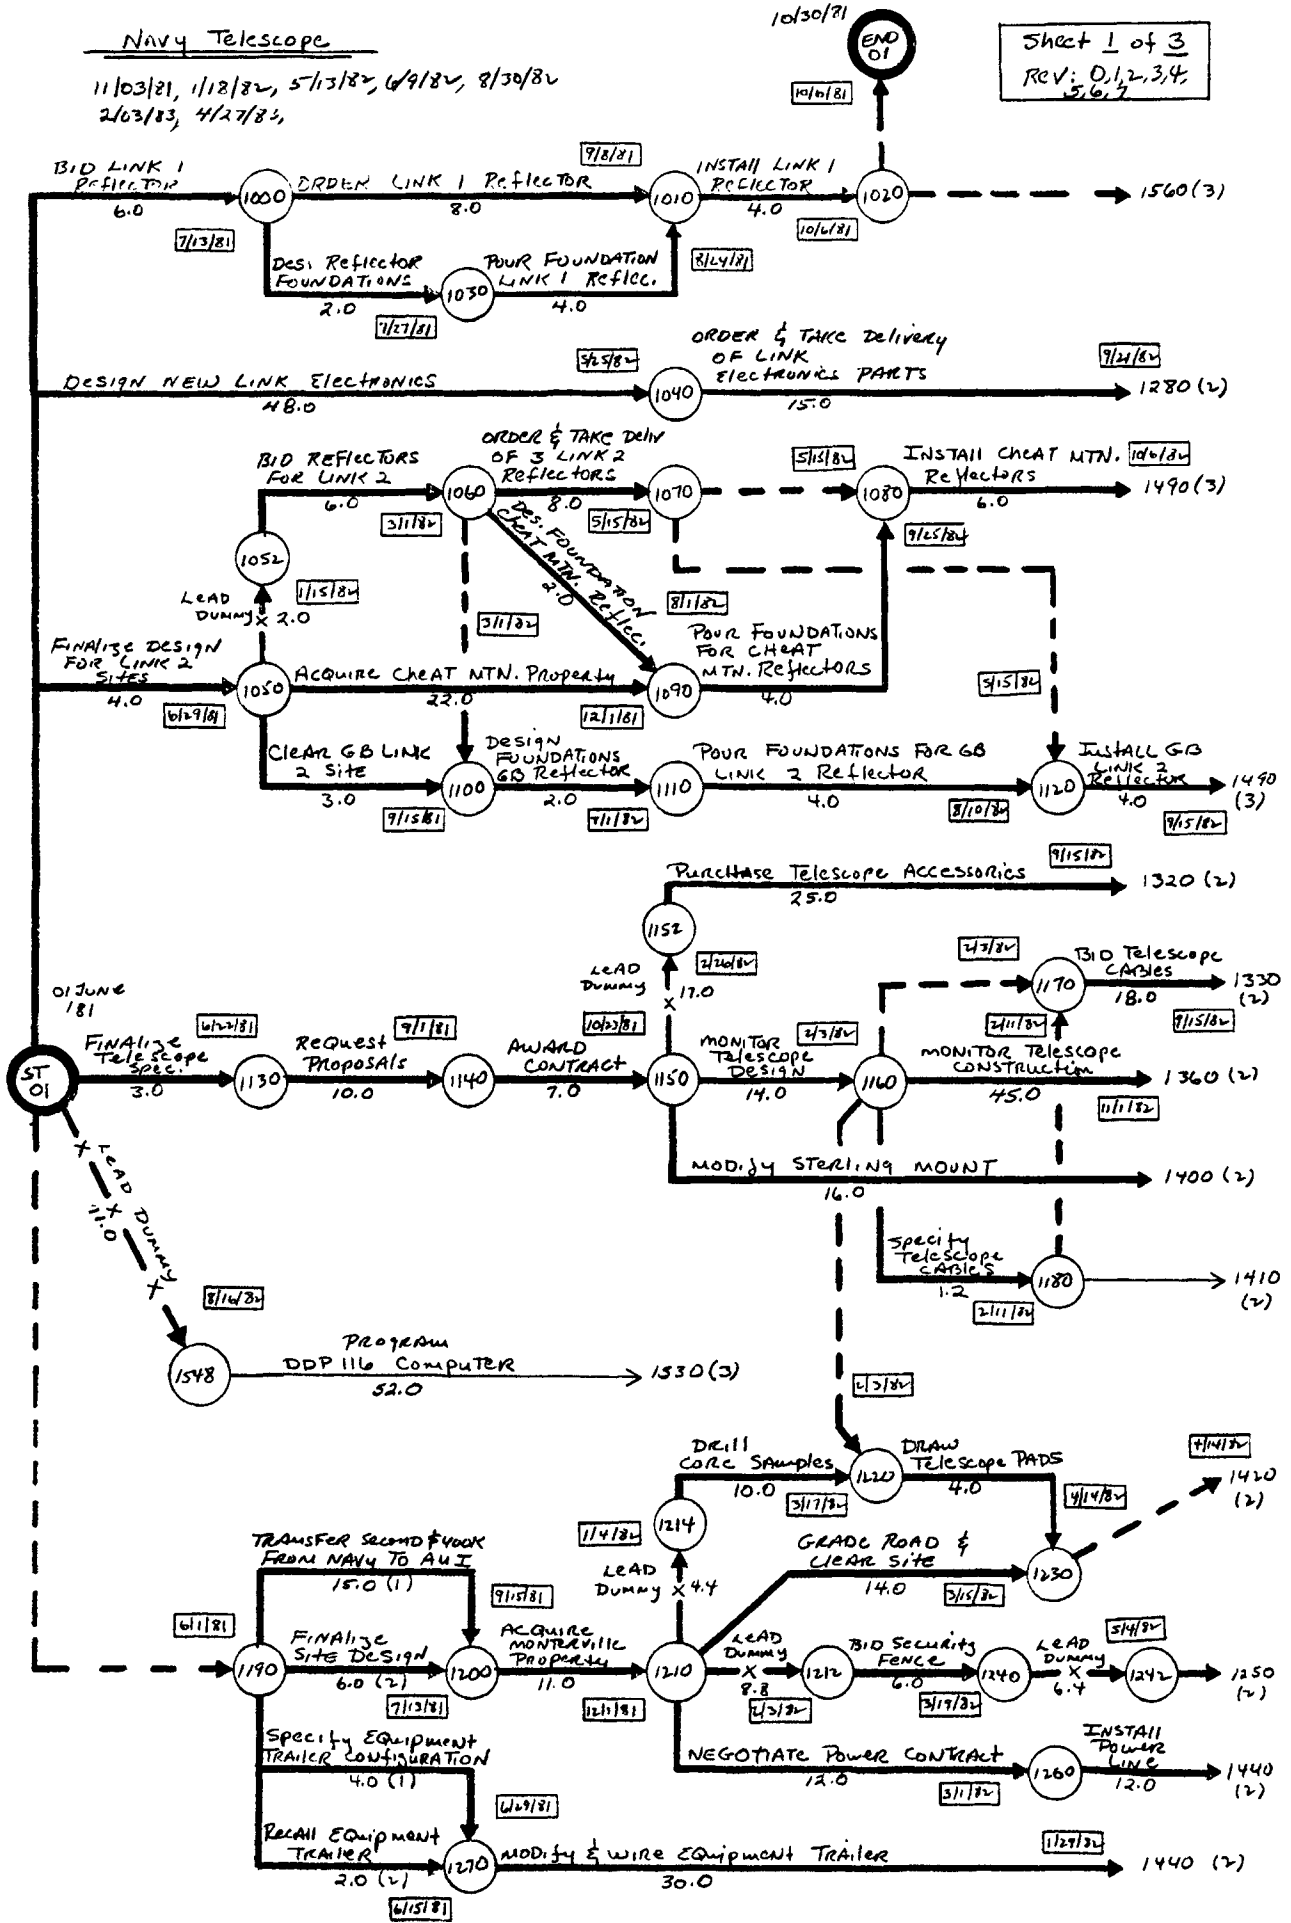 Navy Telescope
11/03/81, 1/18/82, 5/13/82, 6/9/82, 8/30/82
2/03/83, 4/27/83,
10/30/81
END
01
10/6/81
Sheet 1 of 3
REV: 0,1,2,3,4,
5,6,7
BID LINK 1
Reflector
6.0
1000
7/13/81
ORDER LINK 1 Reflector
8.0
9/8/81
1010
INSTALL LINK 1
Reflector
4.0
10/6/81
1020
1560(3)
Des. Reflector
FOUNDATIONS
2.0
7/27/81
1030
POUR FOUNDATION
LINK 1 Reflec.
4.0
8/24/81
DESIGN NEW LINK Electronics
48.0
5/25/82
1040
ORDER & TAKE Delivery
OF LINK
Electronics PARTS
15.0
9/21/82
1280(2)
BID REFLECTORS
FOR LINK 2
6.0
1060
3/1/82
ORDER & TAKE Deliv
OF 3 LINK 2
Reflectors
8.0
1070
5/15/82
5/15/82
1080
INSTALL CHEAT MTN.
Reflectors
6.0
10/6/82
1490(3)
9/25/82
1052
1/15/82
LEAD
DUMMY
2.0
DES. FOUNDATION
CHEAT MTN. Reflec.
2.0
8/1/82
3/1/82
FINALIZE DESIGN
FOR LINK 2
SITES
4.0
1050
6/29/81
ACQUIRE CHEAT MTN. Property
22.0
12/1/81
1090
POUR FOUNDATIONS
FOR CHEAT
MTN. Reflectors
4.0
5/15/82
CLEAR GB LINK
2 SITE
3.0
9/15/81
1100
DESIGN
FOUNDATIONS
GB Reflector
2.0
7/1/82
1110
POUR FOUNDATIONS FOR GB
LINK 2 Reflector
4.0
8/10/82
1120
INSTALL GB
LINK 2
Reflector
4.0
9/15/82
1490
(3)
PURCHASE Telescope ACCESSORIES
25.0
9/15/82
1320(2)
1152
2/26/82
LEAD
DUMMY
17.0
2/3/82
1170
BID Telescope
CABLES
18.0
1330
(2)
9/15/82
2/11/82
01 JUNE
/81
ST
01
FINALIZE
Telescope
Spec.
3.0
6/22/81
1130
REQUEST
PROPOSALS
10.0
9/1/81
1140
AWARD
CONTRACT
7.0
10/23/81
1150
MONITOR
Telescope
DESIGN
14.0
2/3/82
1160
MONITOR Telescope
CONSTRUCTION
45.0
1360(2)
11/1/82
MODIFY STERLING MOUNT
16.0
1400(2)
LEAD DUMMY
11.0
Specify
Telescope
CABLES
1.2
2/11/82
1180
1410
(2)
8/16/82
1548
PROGRAM
DDP 116 COMPUTER
52.0
1530(3)
2/3/82
DRILL
CORE SAMPLES
10.0
3/17/82
1220
DRAW
Telescope PADS
4.0
4/14/82
4/14/82
1420
(2)
1/4/82
1214
LEAD
DUMMY
4.4
GRADE ROAD &
CLEAR SITE
14.0
3/15/82
1230
TRANSFER SECOND $400K
FROM NAVY TO AUI
15.0 (1)
9/15/81
6/1/81
1190
FINALIZE
SITE DESIGN
6.0 (2)
7/13/81
1200
ACQUIRE
MONTERVILLE
Property
11.0
12/1/81
1210
LEAD
DUMMY
8.8
2/3/82
1212
BID SECURITY
FENCE
6.0
3/17/82
1240
LEAD
DUMMY
6.4
5/4/82
1242
1250
(2)
Specify EQUIPMENT
TRAILER CONFIGURATION
4.0 (1)
6/29/81
NEGOTIATE POWER CONTRACT
12.0
3/1/82
1260
INSTALL
POWER
LINE
12.0
1440
(2)
RECALL EQUIPMENT
TRAILER
2.0 (2)
6/15/81
1270
MODIFY & WIRE EQUIPMENT TRAILER
30.0
1/29/82
1440 (2)